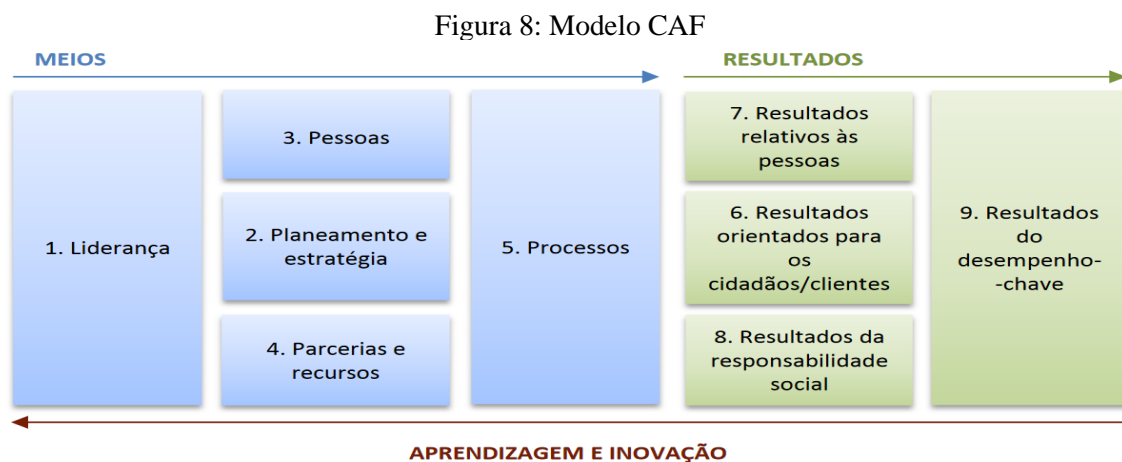 Figura 8: Modelo CAF
MEIOS
RESULTADOS
1. Liderança
3. Pessoas
2. Planeamento e
estratégia
4. Parcerias e
recursos
5. Processos
7. Resultados
relativos às
pessoas
6. Resultados
orientados para
os
cidadãos/clientes
8. Resultados da
responsabilidade
social
9. Resultados
do
desempenho-
-chave
APRENDIZAGEM E INOVAÇÃO